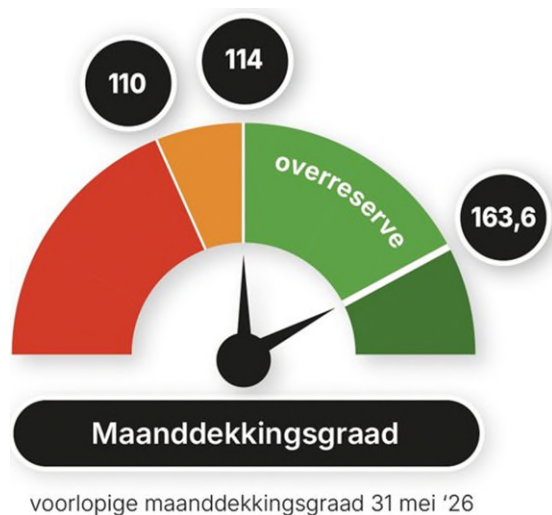 110
114
overreserve
163,6
Maanddekkingsgraad
voorlopige maanddekkingsgraad 31 mei ‘26